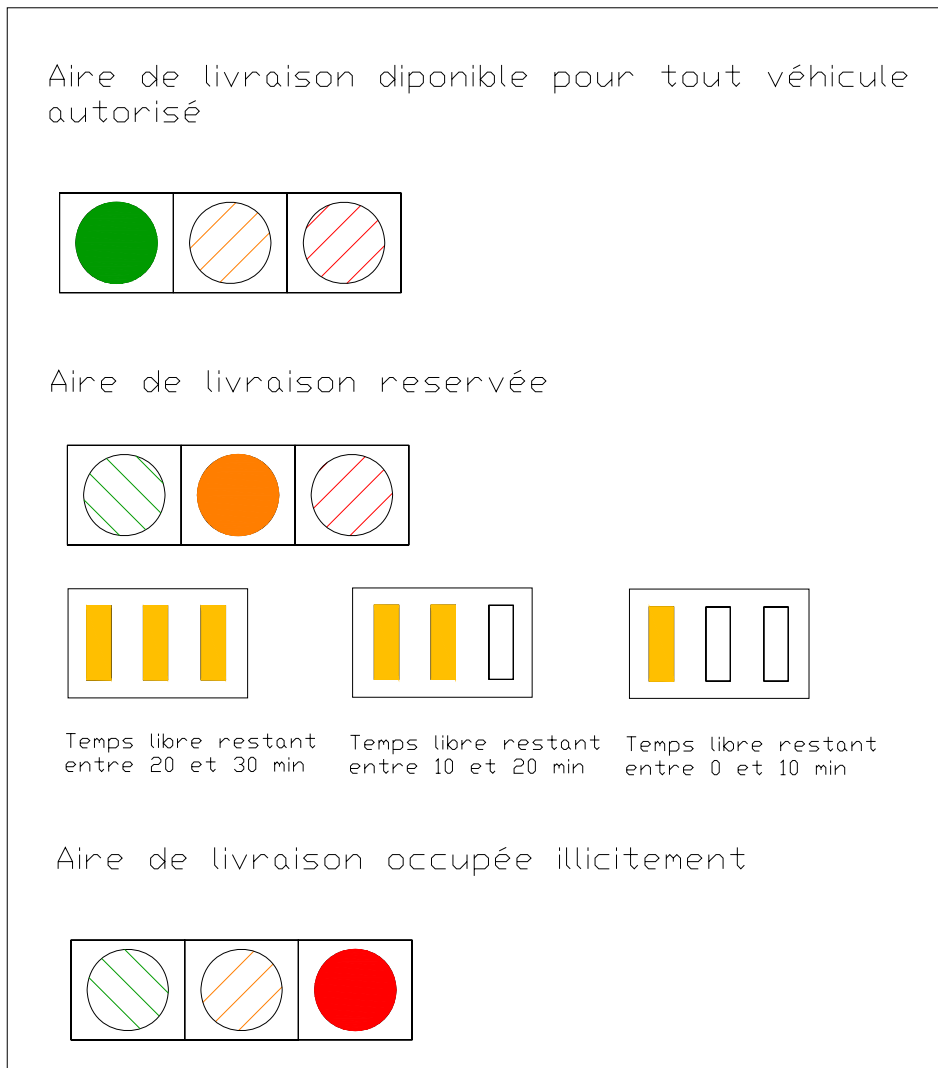 Aire de livraison diponible pour tout véhicule
autorisé
Aire de livraison reservée
Temps libre restant
entre 20 et 30 min
Temps libre restant
entre 10 et 20 min
Temps libre restant
entre 0 et 10 min
Aire de livraison occupée illicitement